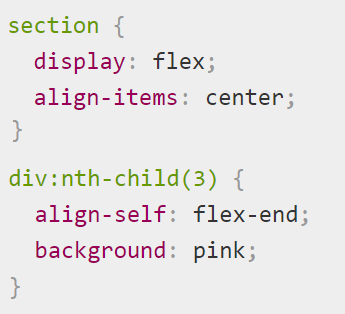 section {
  display: flex;
  align-items: center;
}
div:nth-child(3) {
  align-self: flex-end;
  background: pink;
}